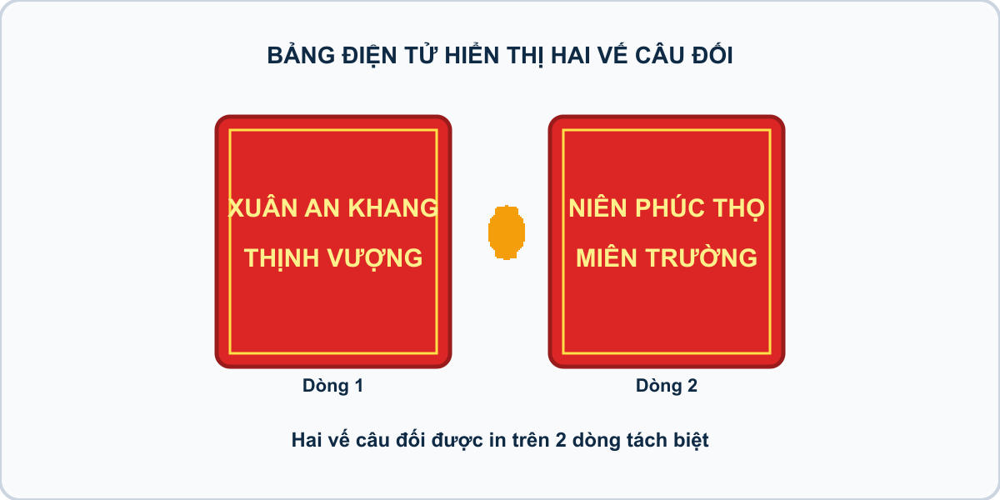 BẢNG ĐIỆN TỬ HIỂN THỊ HAI VẾ CÂU ĐỐI
XUÂN AN KHANG
THỊNH VƯỢNG
NIÊN PHÚC THỌ
MIÊN TRƯỜNG
Dòng 1
Dòng 2
Hai vế câu đối được in trên 2 dòng tách biệt